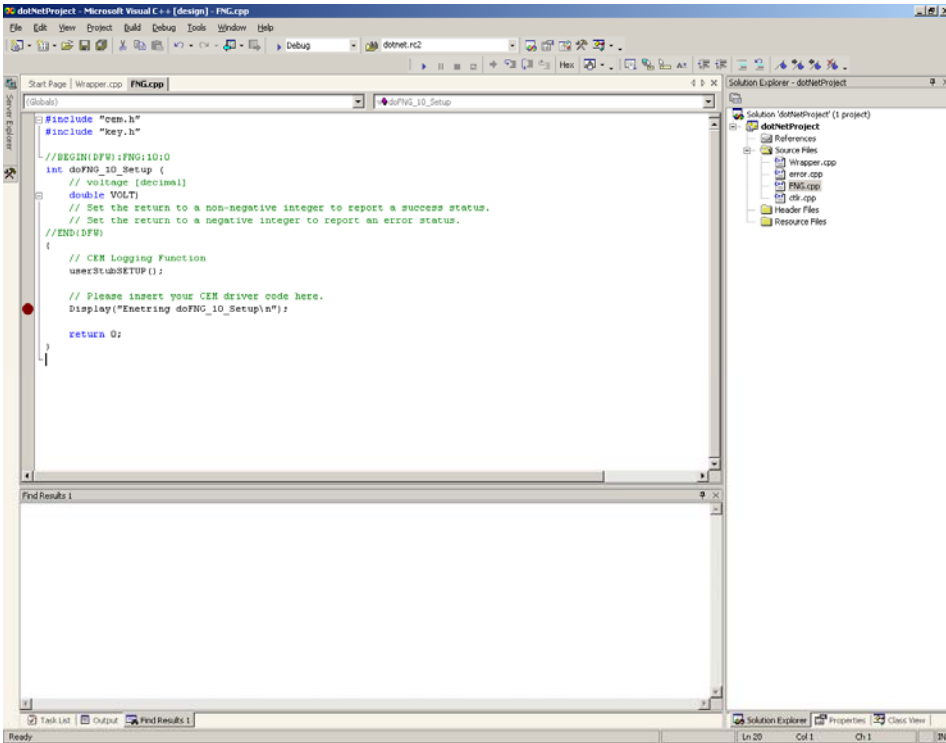 dotNetProject - Microsoft Visual C++ [design] - FNG.cpp
File Edit View Project Build Debug Tools Window Help
Debug
dotnet.rc2
Hex
Start Page Wrapper.cpp FNG.cpp
(Globals)
doFNG_10_Setup
#include "cem.h"
#include "key.h"
//BEGIN(DFW):FNG:10:0
int doFNG_10_Setup (
// voltage [decimal]
double VOLT)
// Set the return to a non-negative integer to report a success status.
// Set the return to a negative integer to report an error status.
//END(DFW)
{
// CEM Logging Function
userStubSETUP();
// Please insert your CEM driver code here.
Display("Enetring doFNG_10_Setup\n");
return 0;
}
Server Explorer
Solution Explorer - dotNetProject
Solution 'dotNetProject' (1 project)
dotNetProject
References
Source Files
Wrapper.cpp
error.cpp
FNG.cpp
ctlr.cpp
Header Files
Resource Files
Find Results 1
Task List Output Find Results 1
Solution Explorer Properties Class View
Ready
Ln 20 Col 1 Ch 1